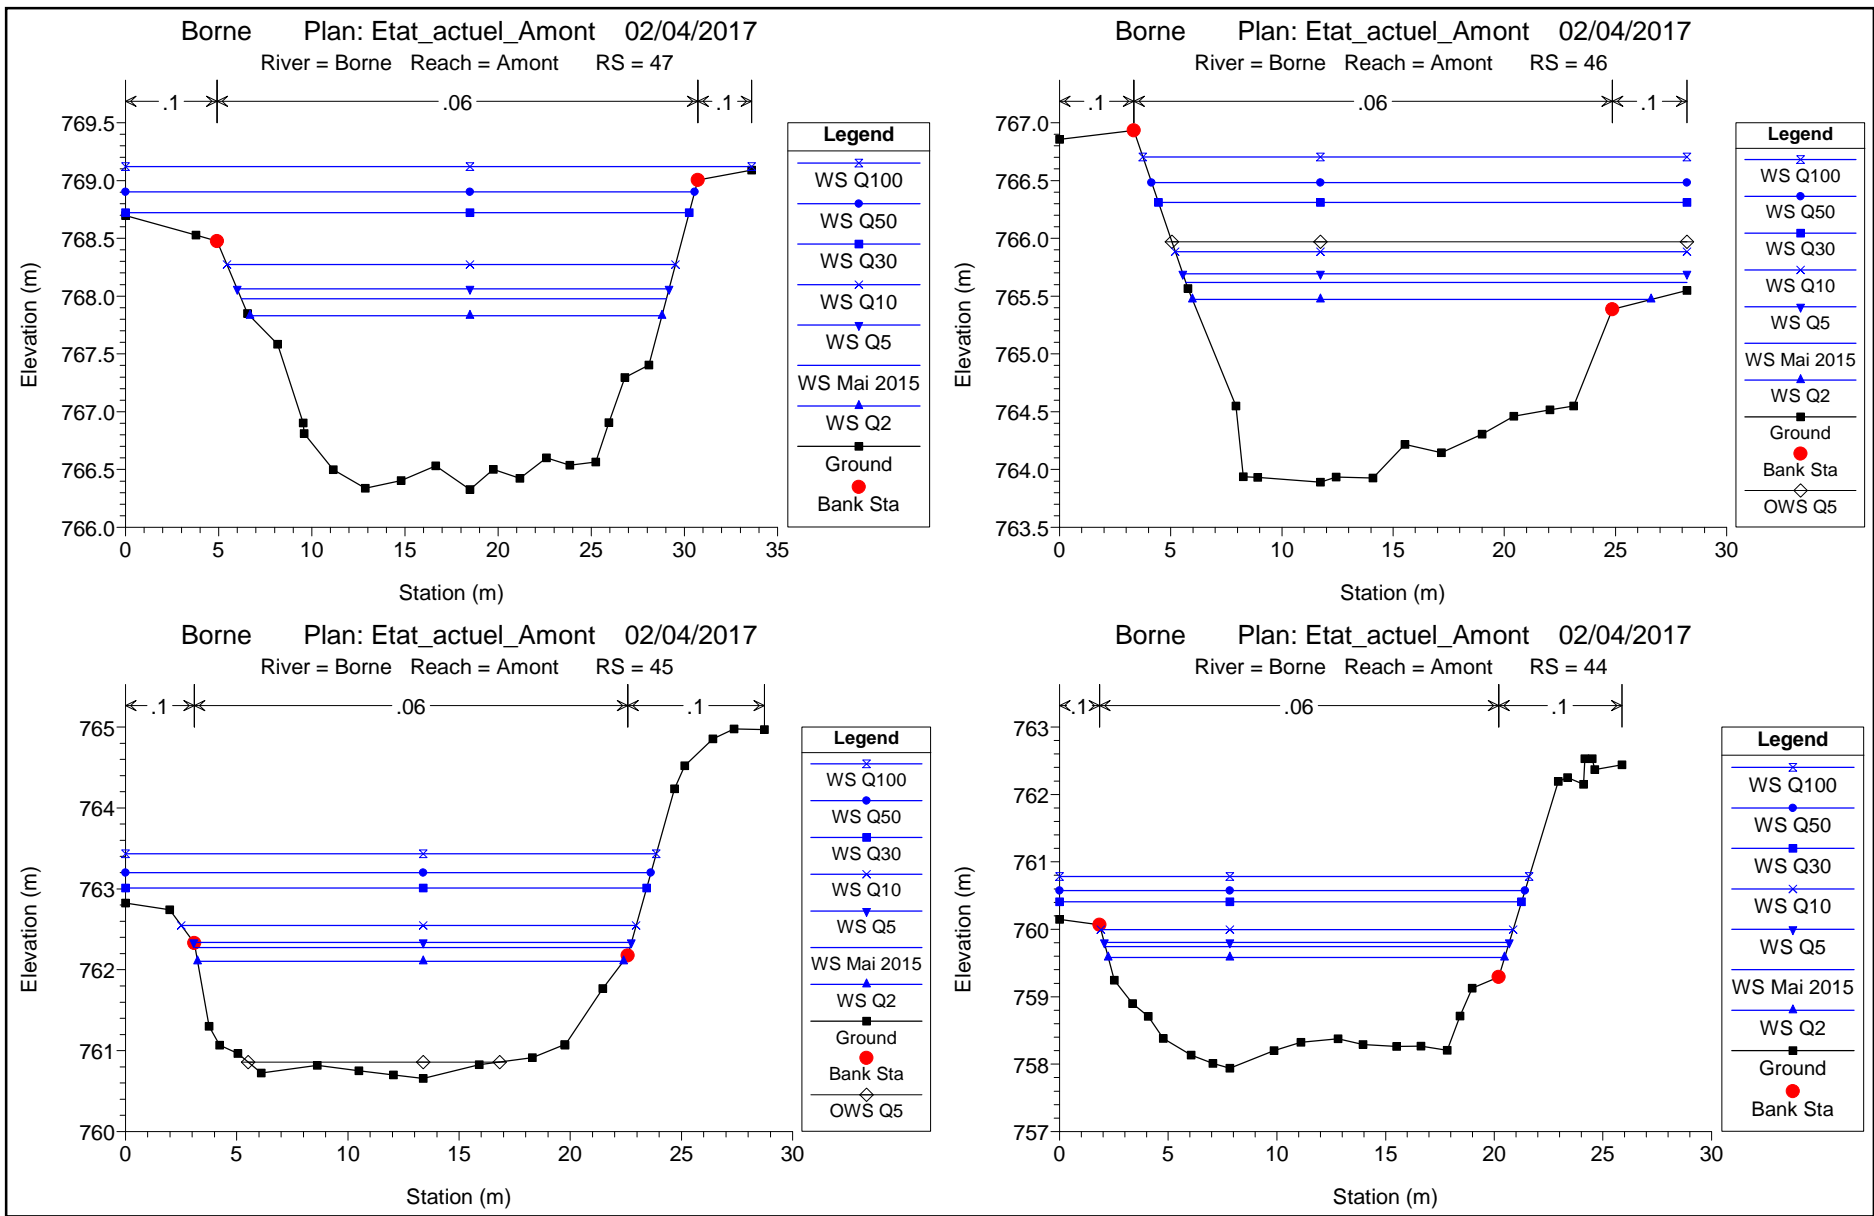 Borne Plan: Etat_actuel_Amont 02/04/2017
River = Borne Reach = Amont RS = 47
.1 .06 .1
769.5
769.0
768.5
768.0
767.5
767.0
766.5
766.0
Elevation (m)
0 5 10 15 20 25 30 35
Station (m)
Legend
WS Q100
WS Q50
WS Q30
WS Q10
WS Q5
WS Mai 2015
WS Q2
Ground
Bank Sta
Borne Plan: Etat_actuel_Amont 02/04/2017
River = Borne Reach = Amont RS = 46
.1 .06 .1
767.0
766.5
766.0
765.5
765.0
764.5
764.0
763.5
Elevation (m)
0 5 10 15 20 25 30
Station (m)
Legend
WS Q100
WS Q50
WS Q30
WS Q10
WS Q5
WS Mai 2015
WS Q2
Ground
Bank Sta
OWS Q5
Borne Plan: Etat_actuel_Amont 02/04/2017
River = Borne Reach = Amont RS = 45
.1 .06 .1
765
764
763
762
761
760
Elevation (m)
0 5 10 15 20 25 30
Station (m)
Legend
WS Q100
WS Q50
WS Q30
WS Q10
WS Q5
WS Mai 2015
WS Q2
Ground
Bank Sta
OWS Q5
Borne Plan: Etat_actuel_Amont 02/04/2017
River = Borne Reach = Amont RS = 44
.1 .06 .1
763
762
761
760
759
758
757
Elevation (m)
0 5 10 15 20 25 30
Station (m)
Legend
WS Q100
WS Q50
WS Q30
WS Q10
WS Q5
WS Mai 2015
WS Q2
Ground
Bank Sta